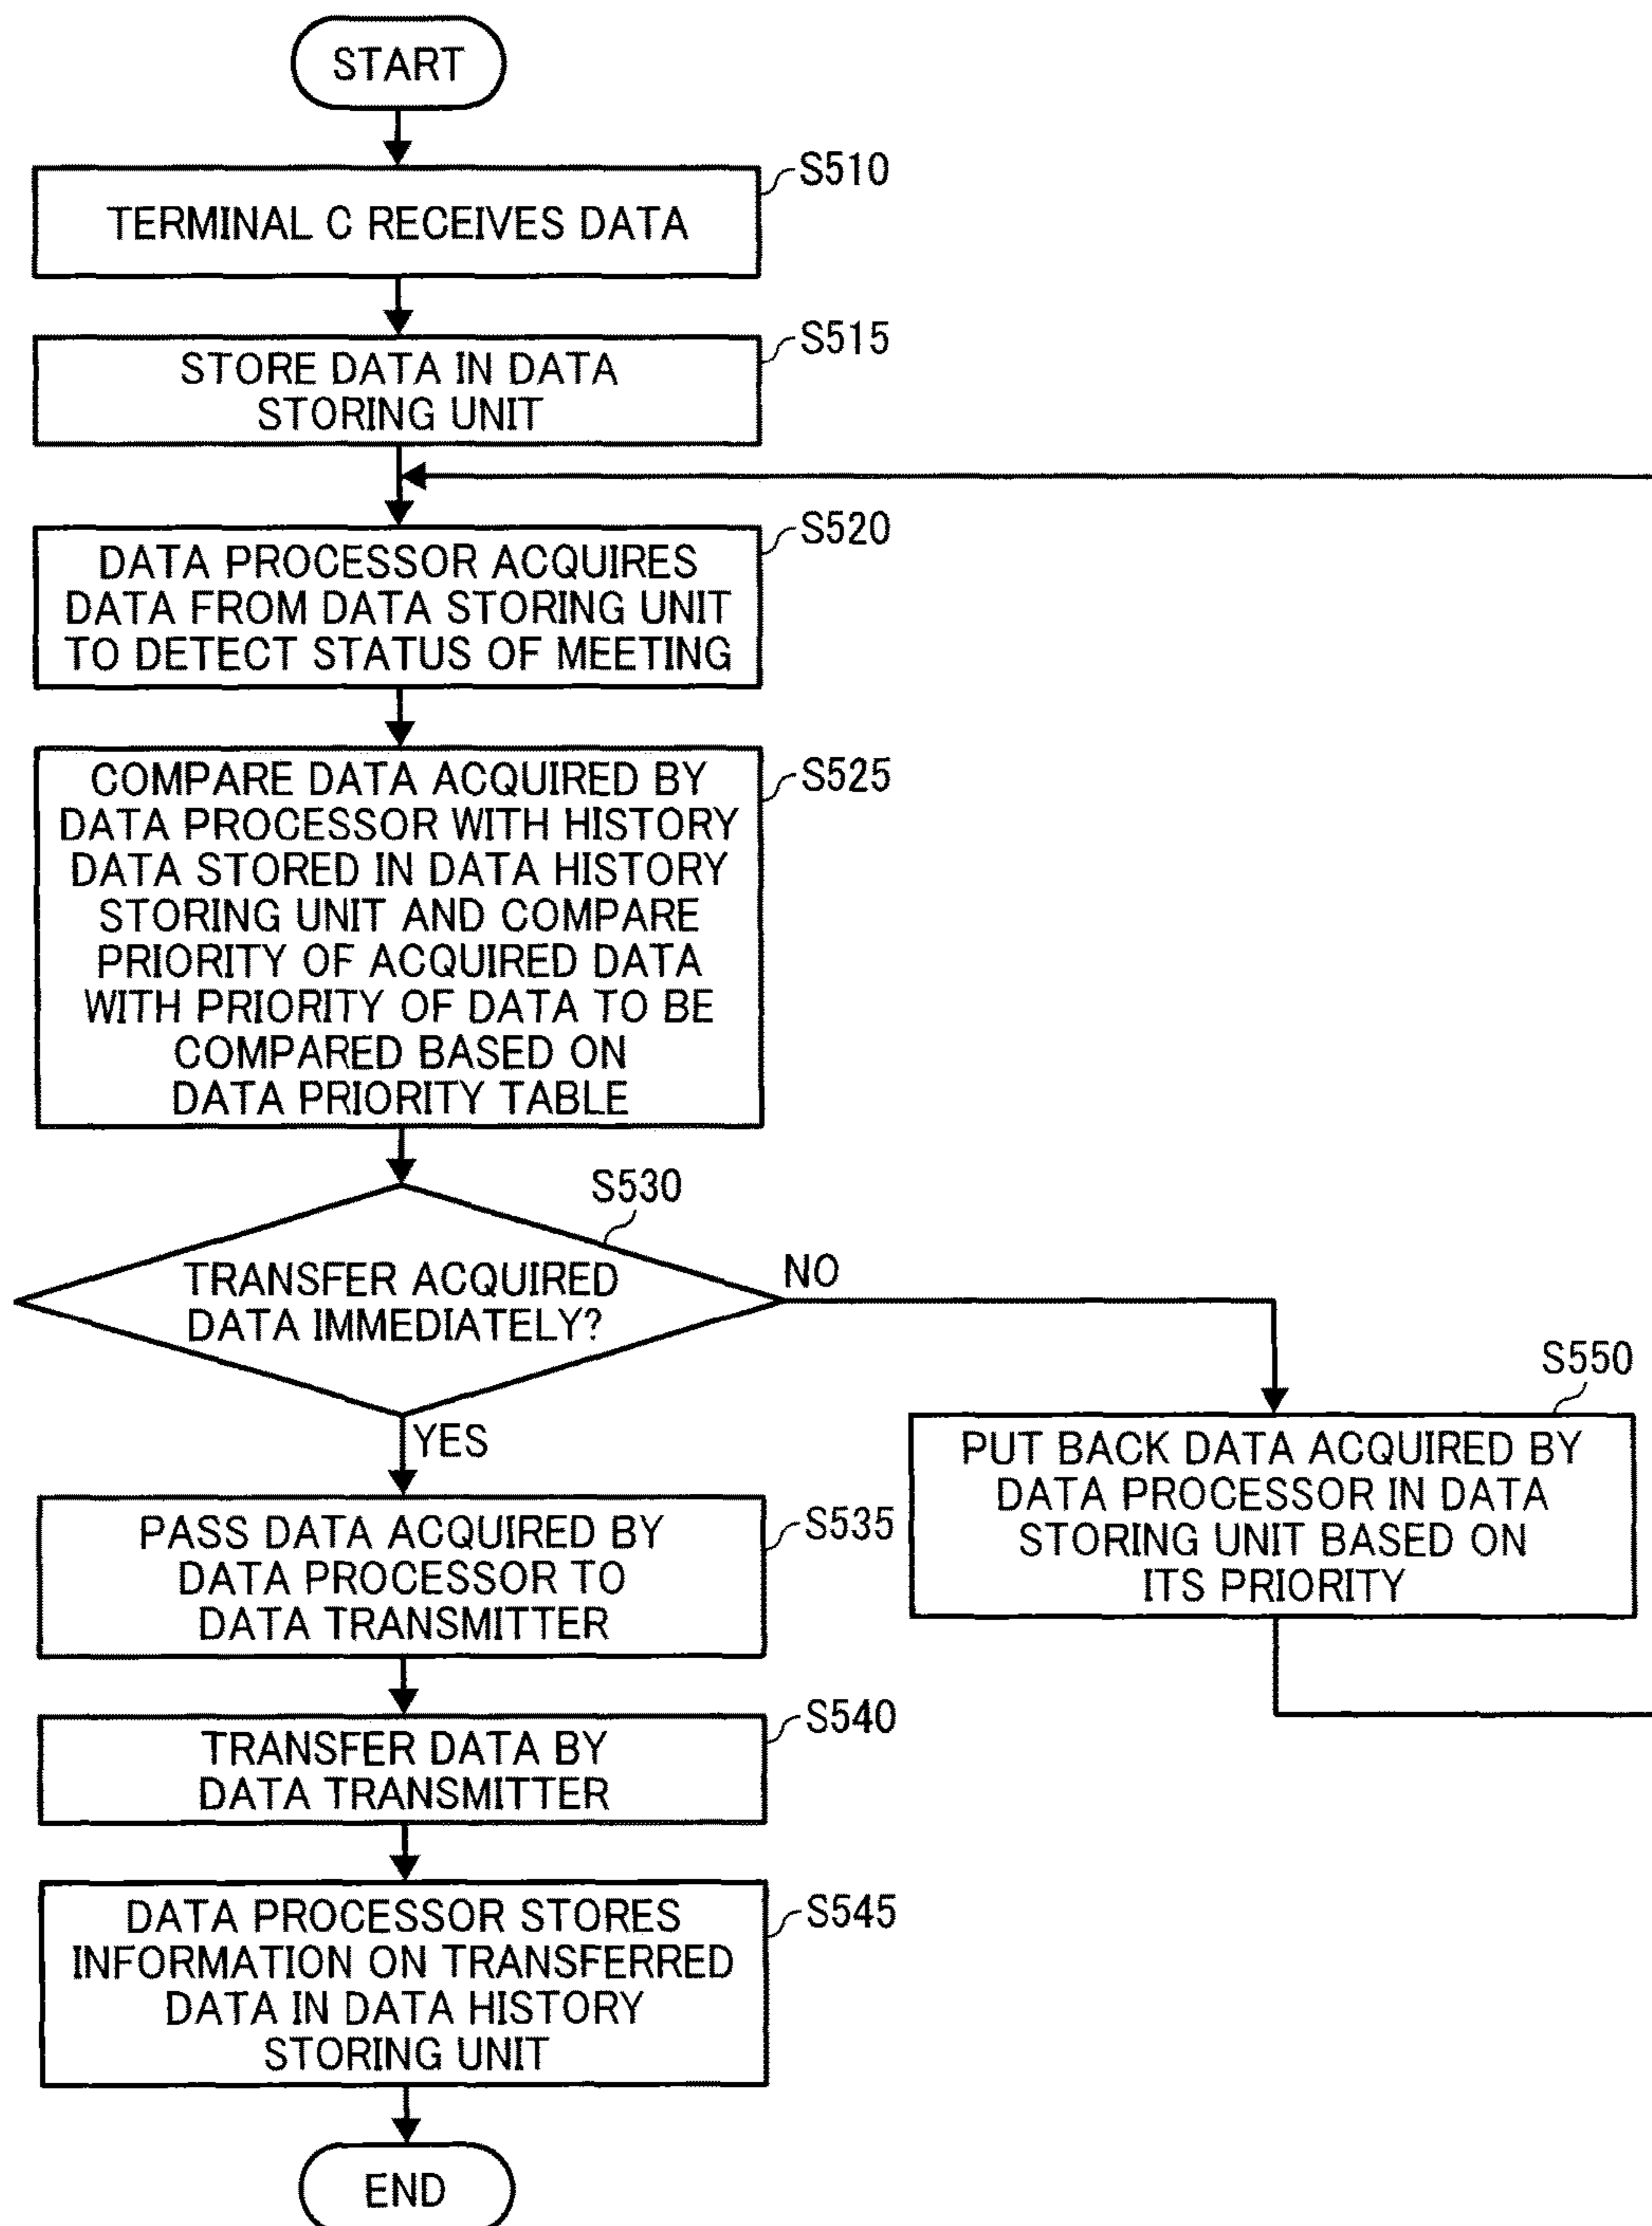 START
S510
TERMINAL C RECEIVES DATA
S515
STORE DATA IN DATA
STORING UNIT
S520
DATA PROCESSOR ACQUIRES
DATA FROM DATA STORING UNIT
TO DETECT STATUS OF MEETING
S525
COMPARE DATA ACQUIRED BY
DATA PROCESSOR WITH HISTORY
DATA STORED IN DATA HISTORY
STORING UNIT AND COMPARE
PRIORITY OF ACQUIRED DATA
WITH PRIORITY OF DATA TO BE
COMPARED BASED ON
DATA PRIORITY TABLE
S530
TRANSFER ACQUIRED
DATA IMMEDIATELY?
NO
YES
S550
PUT BACK DATA ACQUIRED BY
DATA PROCESSOR IN DATA
STORING UNIT BASED ON
ITS PRIORITY
S535
PASS DATA ACQUIRED BY
DATA PROCESSOR TO
DATA TRANSMITTER
S540
TRANSFER DATA BY
DATA TRANSMITTER
S545
DATA PROCESSOR STORES
INFORMATION ON TRANSFERRED
DATA IN DATA HISTORY
STORING UNIT
END